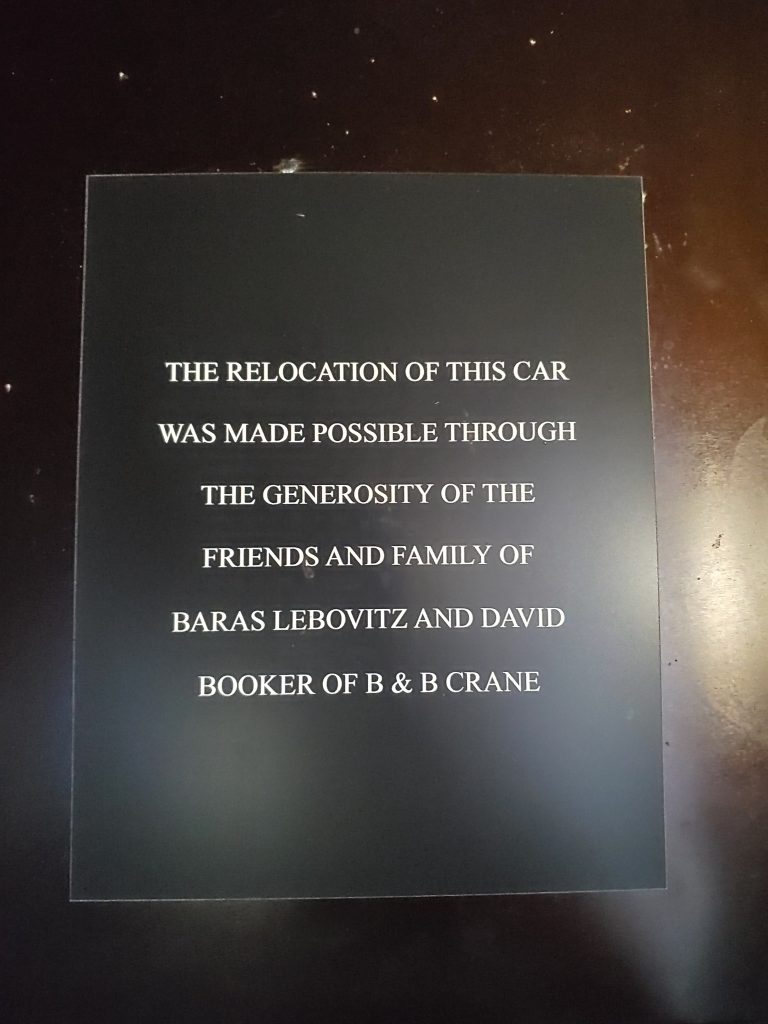 THE RELOCATION OF THIS CAR
WAS MADE POSSIBLE THROUGH
THE GENEROSITY OF THE
FRIENDS AND FAMILY OF
BARAS LEBOVITZ AND DAVID
BOOKER OF B & B CRANE